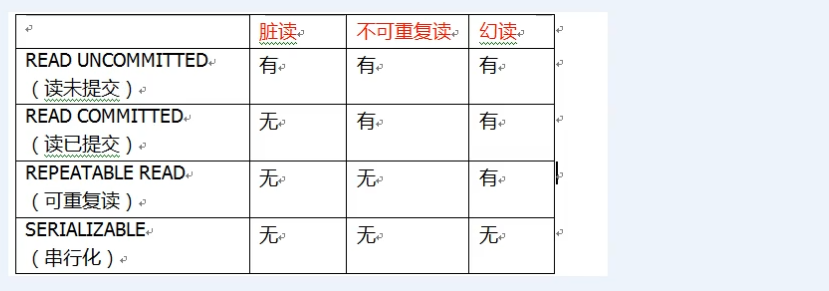 脏读 不可重复读 幻读
READ UNCOMMITTED 有 有 有
（读未提交）
READ COMMITTED 无 有 有
（读已提交）
REPEATABLE READ 无 无 有
（可重复读）
SERIALIZABLE 无 无 无
（串行化）